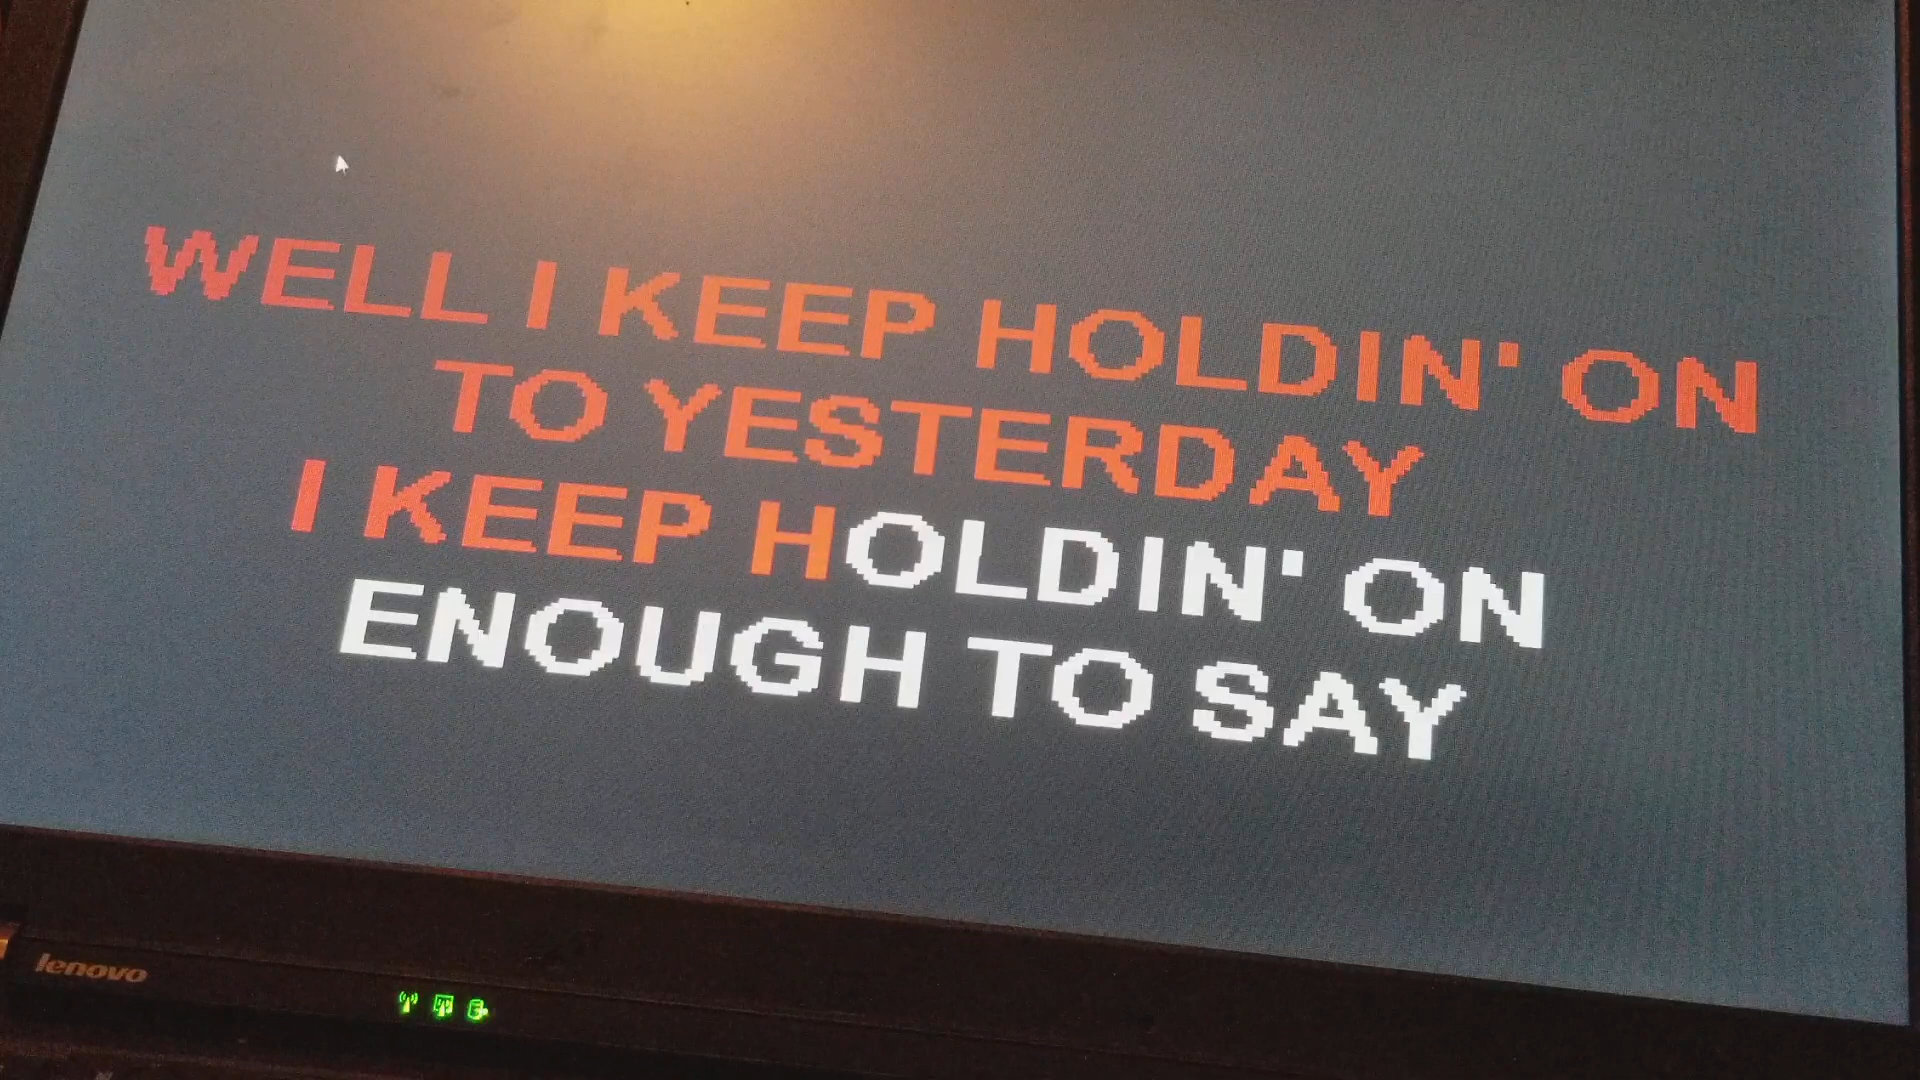 WELL I KEEP HOLDIN' ON
TO YESTERDAY
I KEEP HOLDIN' ON
ENOUGH TO SAY
lenovo